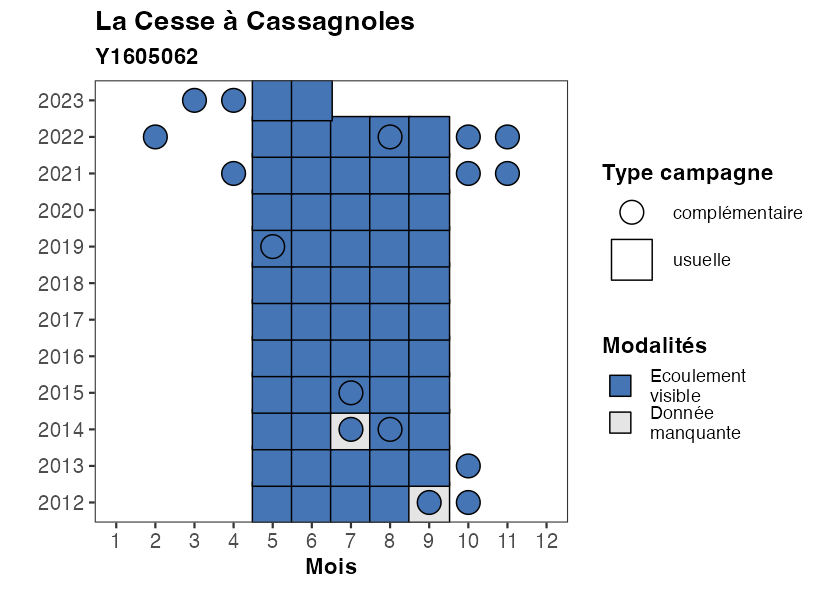 La Cesse à Cassagnoles
Y1605062
2023
2022
2021
2020
2019
2018
2017
2016
2015
2014
2013
2012
1 2 3 4 5 6 7 8 9 10 11 12
Mois
Type campagne
complémentaire
usuelle
Modalités
Ecoulement
visible
Donnée
manquante